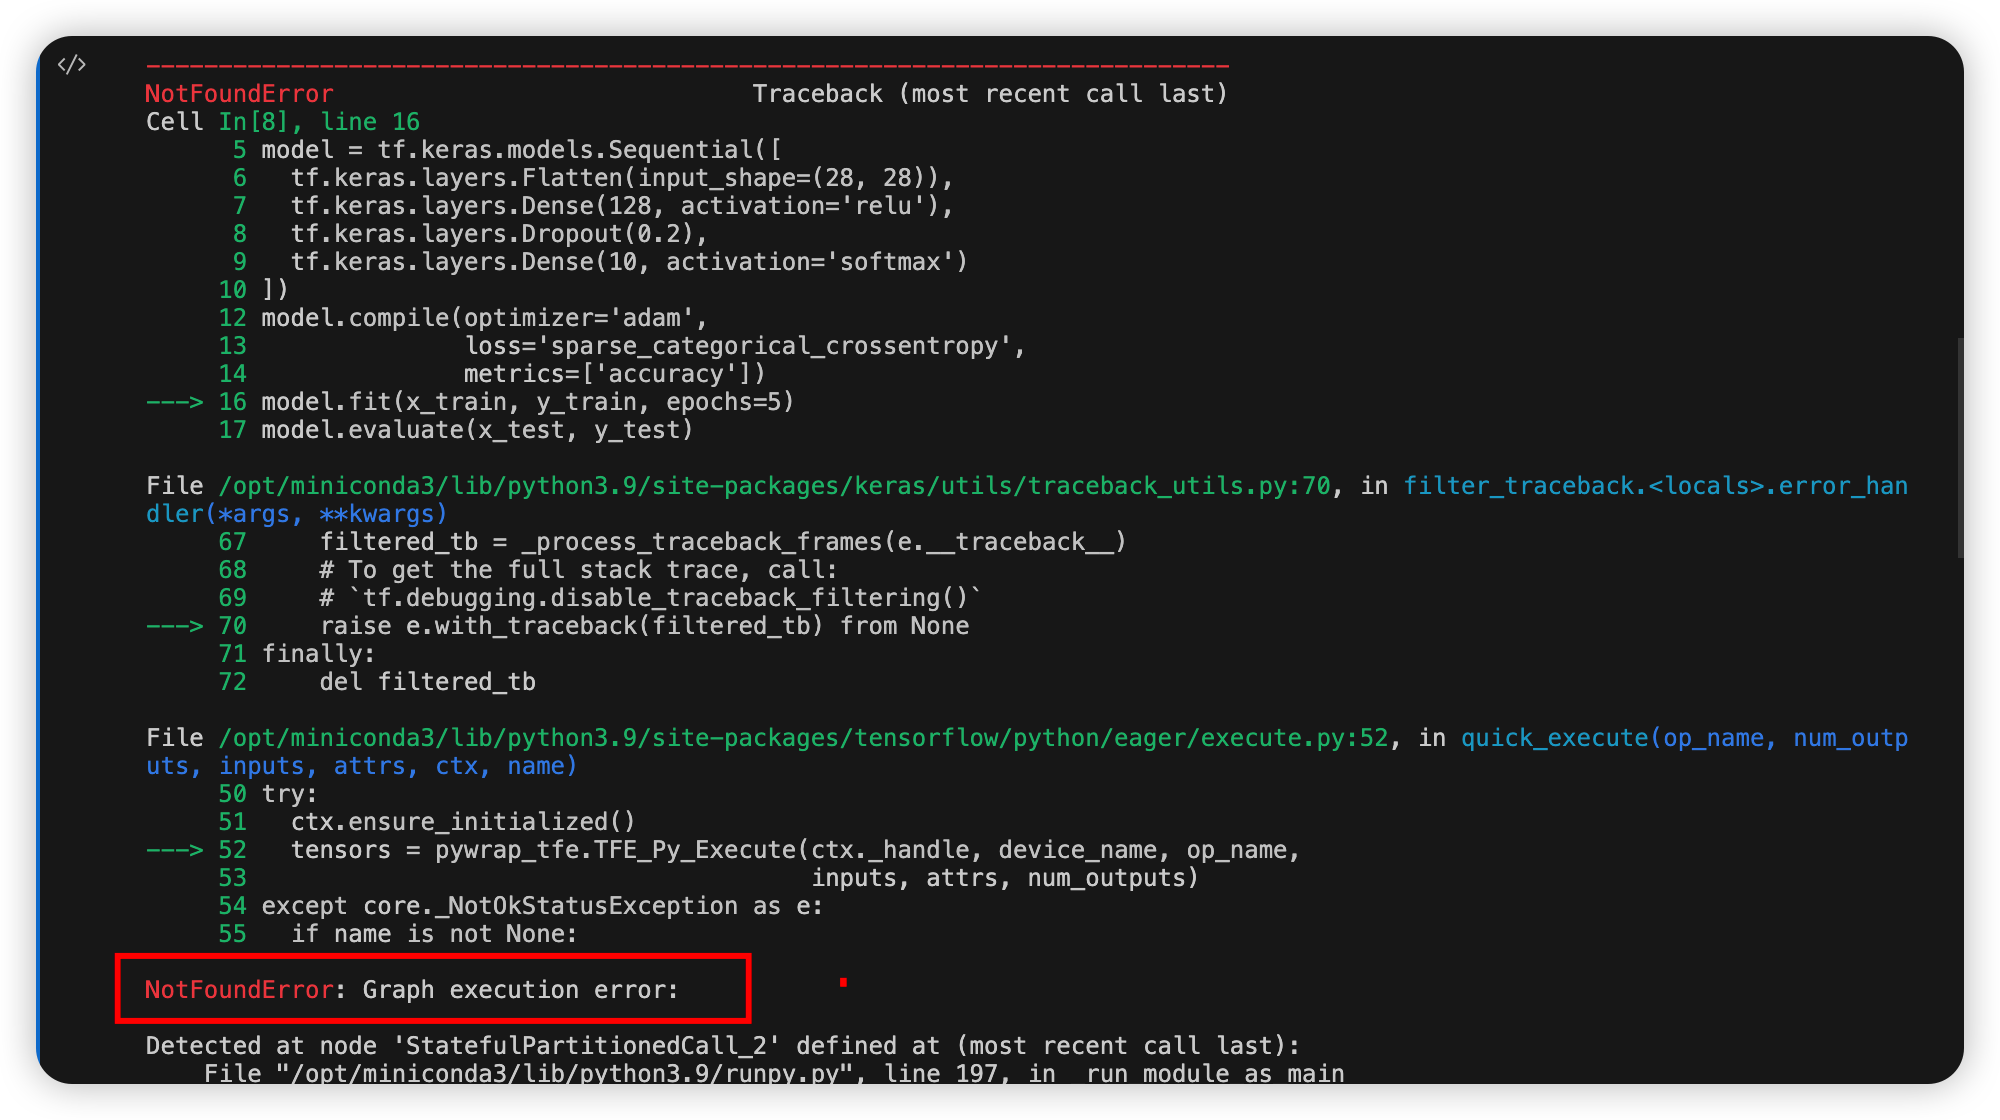 </>
---------------------------------------------------------------------------
NotFoundError                             Traceback (most recent call last)
Cell In[8], line 16
      5 model = tf.keras.models.Sequential([
      6   tf.keras.layers.Flatten(input_shape=(28, 28)),
      7   tf.keras.layers.Dense(128, activation='relu'),
      8   tf.keras.layers.Dropout(0.2),
      9   tf.keras.layers.Dense(10, activation='softmax')
     10 ])
     12 model.compile(optimizer='adam',
     13               loss='sparse_categorical_crossentropy',
     14               metrics=['accuracy'])
---> 16 model.fit(x_train, y_train, epochs=5)
     17 model.evaluate(x_test, y_test)
File /opt/miniconda3/lib/python3.9/site-packages/keras/utils/traceback_utils.py:70, in filter_traceback.<locals>.error_han
dler(*args, **kwargs)
     67     filtered_tb = _process_traceback_frames(e.__traceback__)
     68     # To get the full stack trace, call:
     69     # `tf.debugging.disable_traceback_filtering()`
---> 70     raise e.with_traceback(filtered_tb) from None
     71 finally:
     72     del filtered_tb
File /opt/miniconda3/lib/python3.9/site-packages/tensorflow/python/eager/execute.py:52, in quick_execute(op_name, num_outp
uts, inputs, attrs, ctx, name)
     50 try:
     51   ctx.ensure_initialized()
---> 52   tensors = pywrap_tfe.TFE_Py_Execute(ctx._handle, device_name, op_name,
     53                                       inputs, attrs, num_outputs)
     54 except core._NotOkStatusException as e:
     55   if name is not None:
NotFoundError: Graph execution error:
Detected at node 'StatefulPartitionedCall_2' defined at (most recent call last):
    File "/opt/miniconda3/lib/python3.9/runpy.py", line 197, in _run_module_as_main